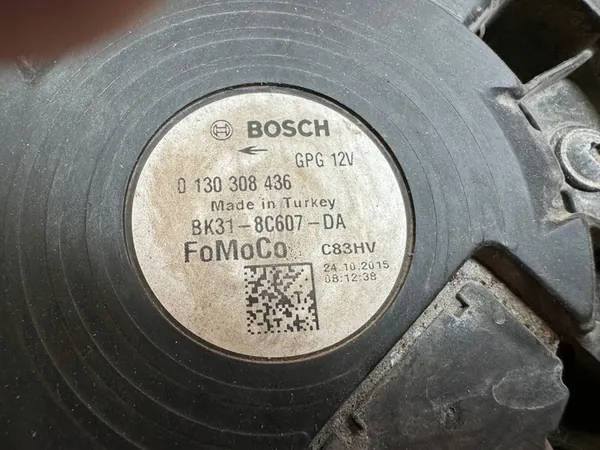 BOSCH
GPG 12V
0 130 308 436
Made in Turkey
BK31-8C607-DA
FoMoCo C83HV
24.10.2015
08:12:38